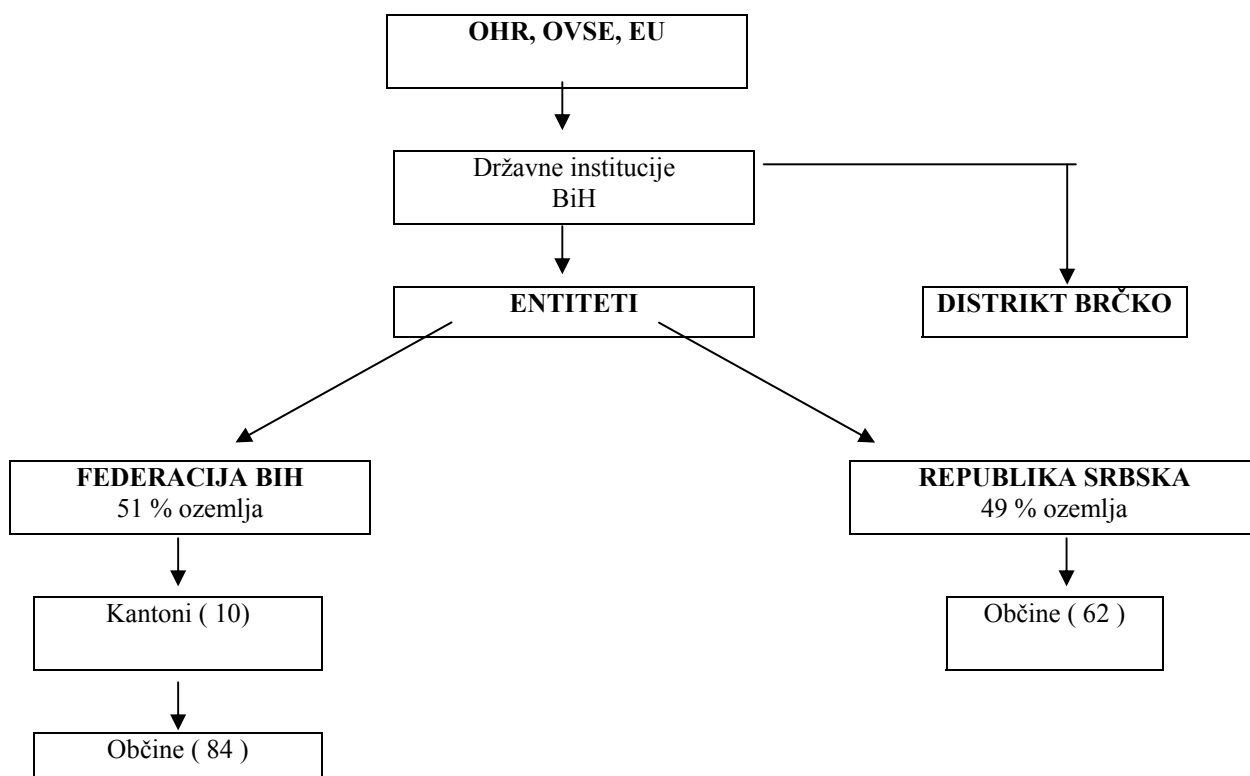 OHR, OVSE, EU
Državne institucije
BiH
ENTITETI
DISTRIKT BRČKO
FEDERACIJA BIH
51 % ozemlja
REPUBLIKA SRBSKA
49 % ozemlja
Kantoni ( 10)
Občine ( 62 )
Občine ( 84 )